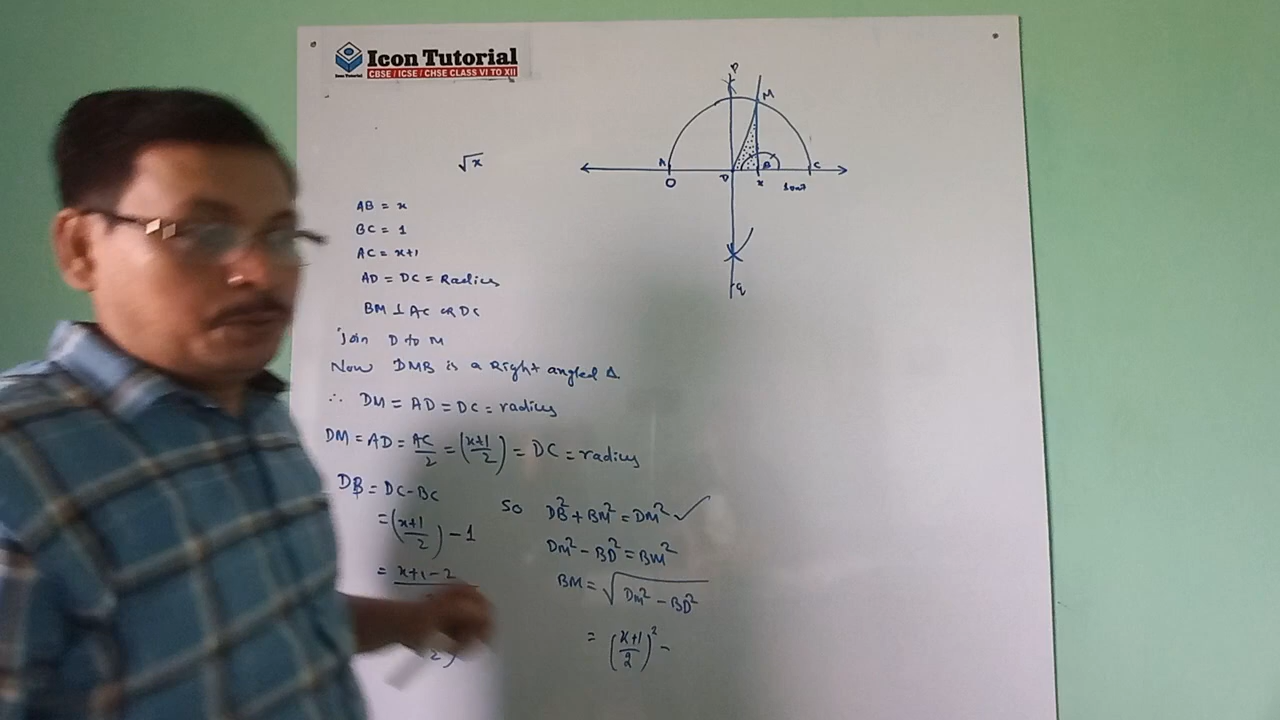 Icon Tutorial
CBSE / ICSE / CHSE CLASS VI TO XII
Icon Tutorial
P
M
A
B
C
D
O
x
q
√x
AB = x
BC = 1
AC = x+1
AD = DC = Radius
BM ⊥ AC OR DC
Join D to M
Now DMB is a Right angled Δ
∴ DM = AD = DC = radius
DM = AD = AC/2 = (x+1/2) = DC = radius
DB = DC - BC
= (x+1/2) - 1
= x+1-2
2)
So DB² + BM² = DM² ✓
DM² - BD² = BM²
BM = √DM² - BD²
= (x+1/2)² -